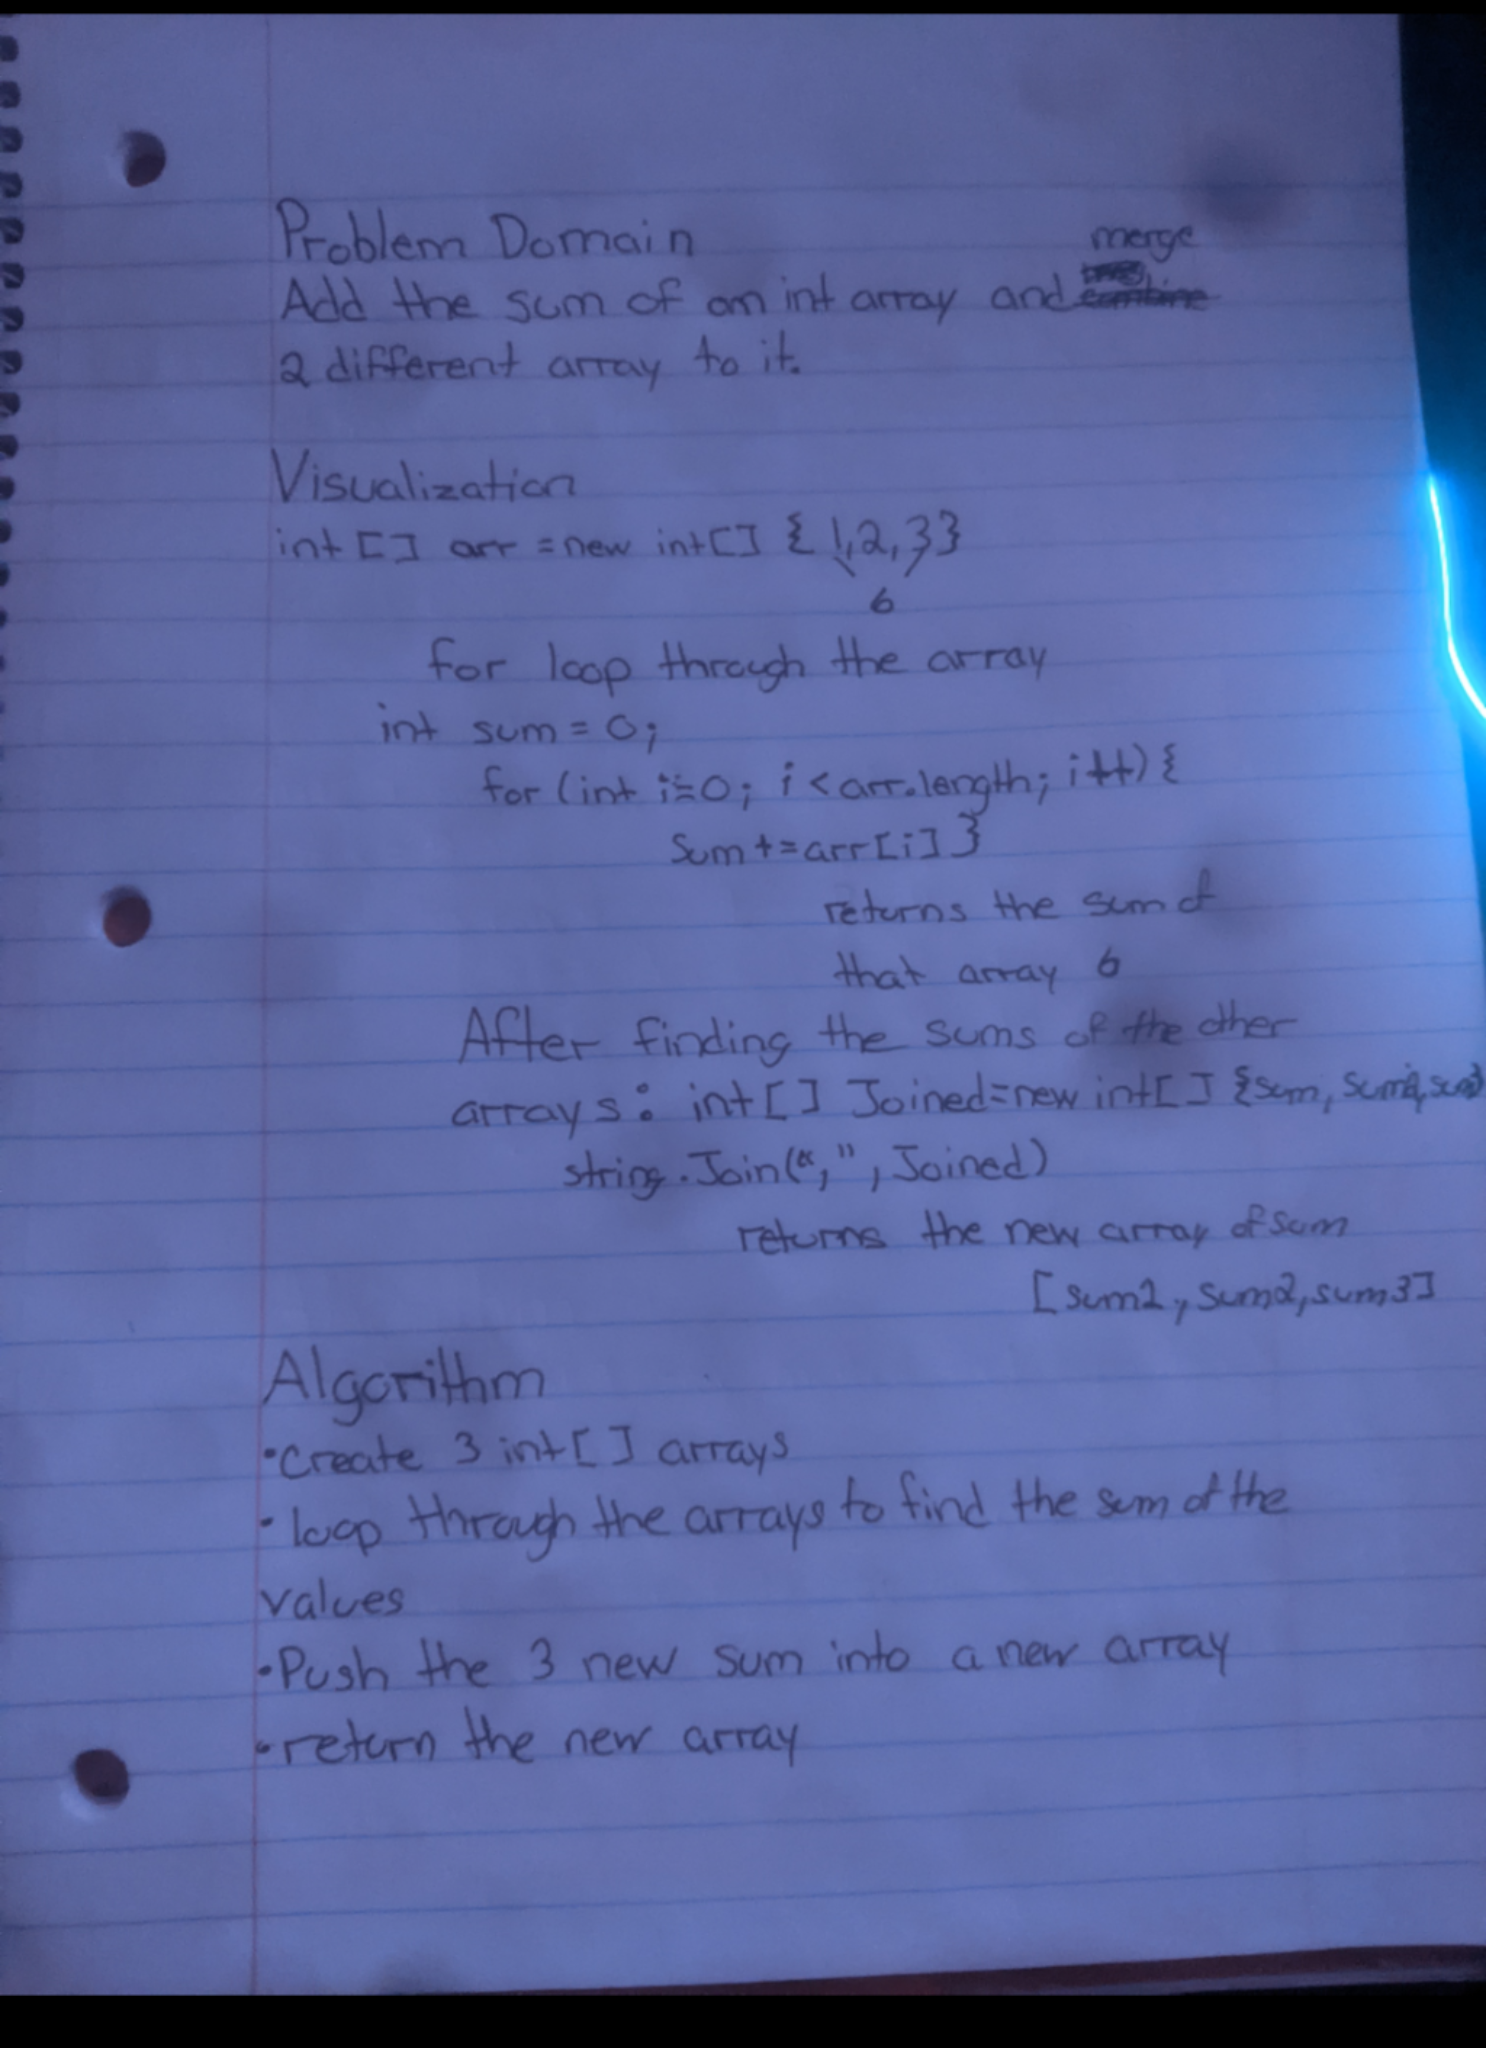 Problem Domain
merge
Add the sum of an int array and
2 different array to it.
Visualization
int [] arr = new int[] { 1,2,3}
6
for loop through the array
int sum = 0;
for (int i=0; i < arr.length; i++) {
Sum += arr[i] }
returns the sum of
that array 6
After finding the sums of the other
arrays: int[] Joined=new int[] {sum, sum2,
string.Join(",", Joined)
returns the new array of sum
[sum1, sum2, sum3]
Algorithm
• Create 3 int[] arrays
• loop through the arrays to find the sum of the
values
• Push the 3 new sum into a new array
• return the new array